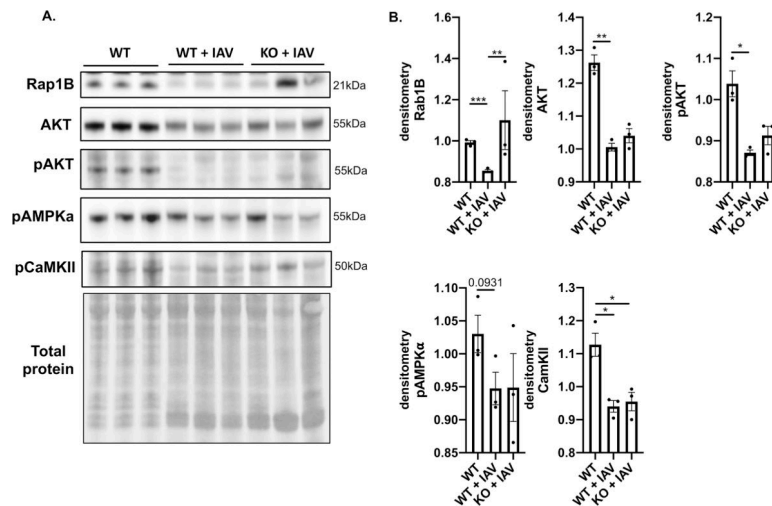 A.
WT WT + IAV KO + IAV
Rap1B 21kDa
AKT 55kDa
pAKT 55kDa
pAMPKa 55kDa
pCaMKII 50kDa
Total
protein
B.
densitometry
Rab1B
1.6
1.4
1.2
1.0
0.8
***
**
WT
WT + IAV
KO + IAV
densitometry
AKT
1.4
1.3
1.2
1.1
1.0
0.9
**
WT
WT + IAV
KO + IAV
densitometry
pAKT
1.2
1.1
1.0
0.9
0.8
*
WT
WT + IAV
KO + IAV
densitometry
pAMPKα
1.10
1.05
1.00
0.95
0.90
0.85
0.0931
WT
WT + IAV
KO + IAV
densitometry
CamKII
1.3
1.2
1.1
1.0
0.9
0.8
*
*
WT
WT + IAV
KO + IAV